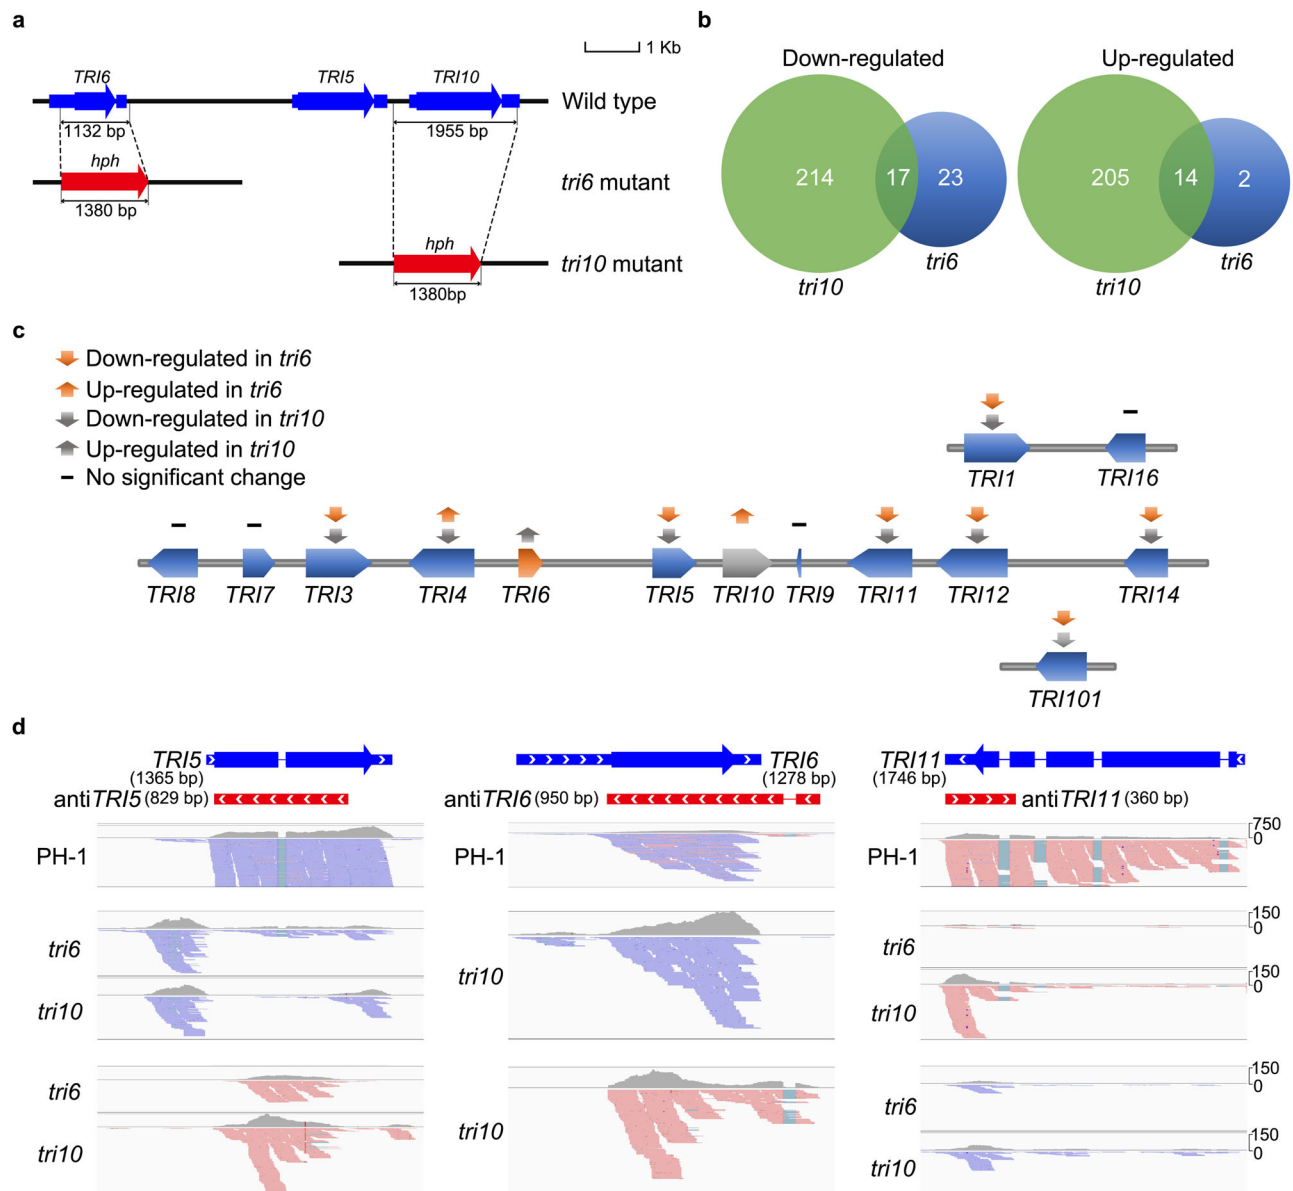 a
1 Kb
TRI6
TRI5
TRI10
Wild type
1132 bp
1955 bp
hph
tri6 mutant
1380 bp
hph
tri10 mutant
1380bp
b
Down-regulated
Up-regulated
214
17
23
205
14
2
tri6
tri6
tri10
tri10
c
Down-regulated in tri6
Up-regulated in tri6
Down-regulated in tri10
Up-regulated in tri10
No significant change
TRI1
TRI16
TRI8
TRI7
TRI3
TRI4
TRI6
TRI5
TRI10
TRI9
TRI11
TRI12
TRI14
TRI101
d
TRI5
(1365 bp)
antiTRI5 (829 bp)
PH-1
tri6
tri10
tri6
tri10
TRI6
(1278 bp)
antiTRI6 (950 bp)
PH-1
tri10
tri10
TRI11
(1746 bp)
antiTRI11 (360 bp)
750
0
PH-1
150
0
tri6
150
0
tri10
150
0
tri6
150
0
tri10